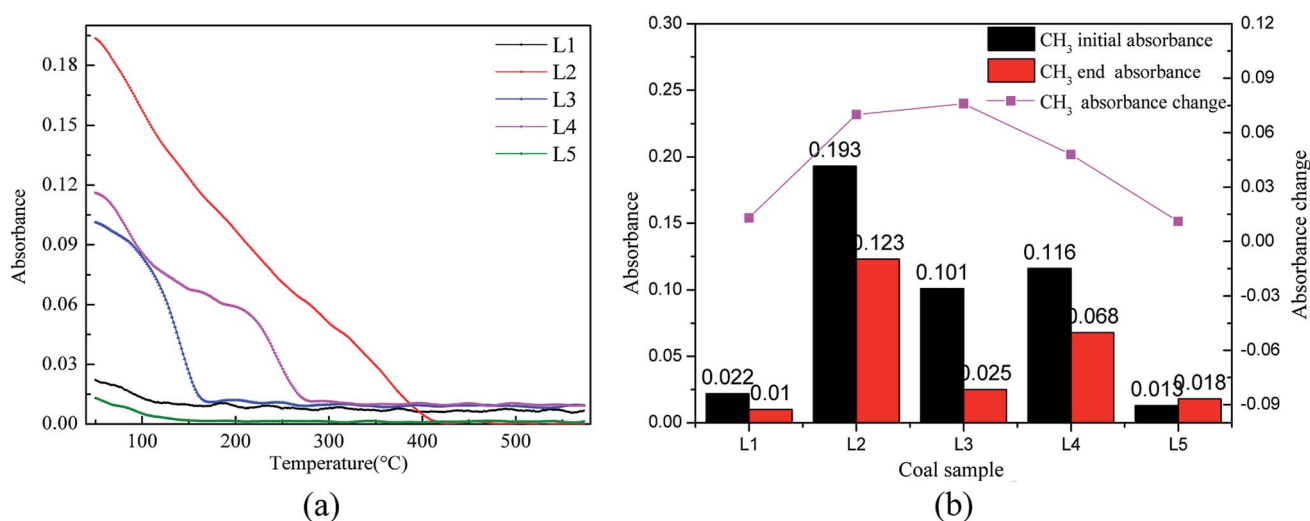 0.18
0.15
0.12
0.09
0.06
0.03
0.00
Absorbance
L1
L2
L3
L4
L5
100
200
300
400
500
Temperature(°C)
(a)
0.30
0.25
0.20
0.15
0.10
0.05
0.00
Absorbance
CH3 initial absorbance
CH3 end absorbance
CH3 absorbance change
0.022
0.01
0.193
0.123
0.101
0.025
0.116
0.068
0.013
0.018
L1
L2
L3
L4
L5
Coal sample
0.12
0.09
0.06
0.03
0.00
-0.03
-0.06
-0.09
Absorbance change
(b)